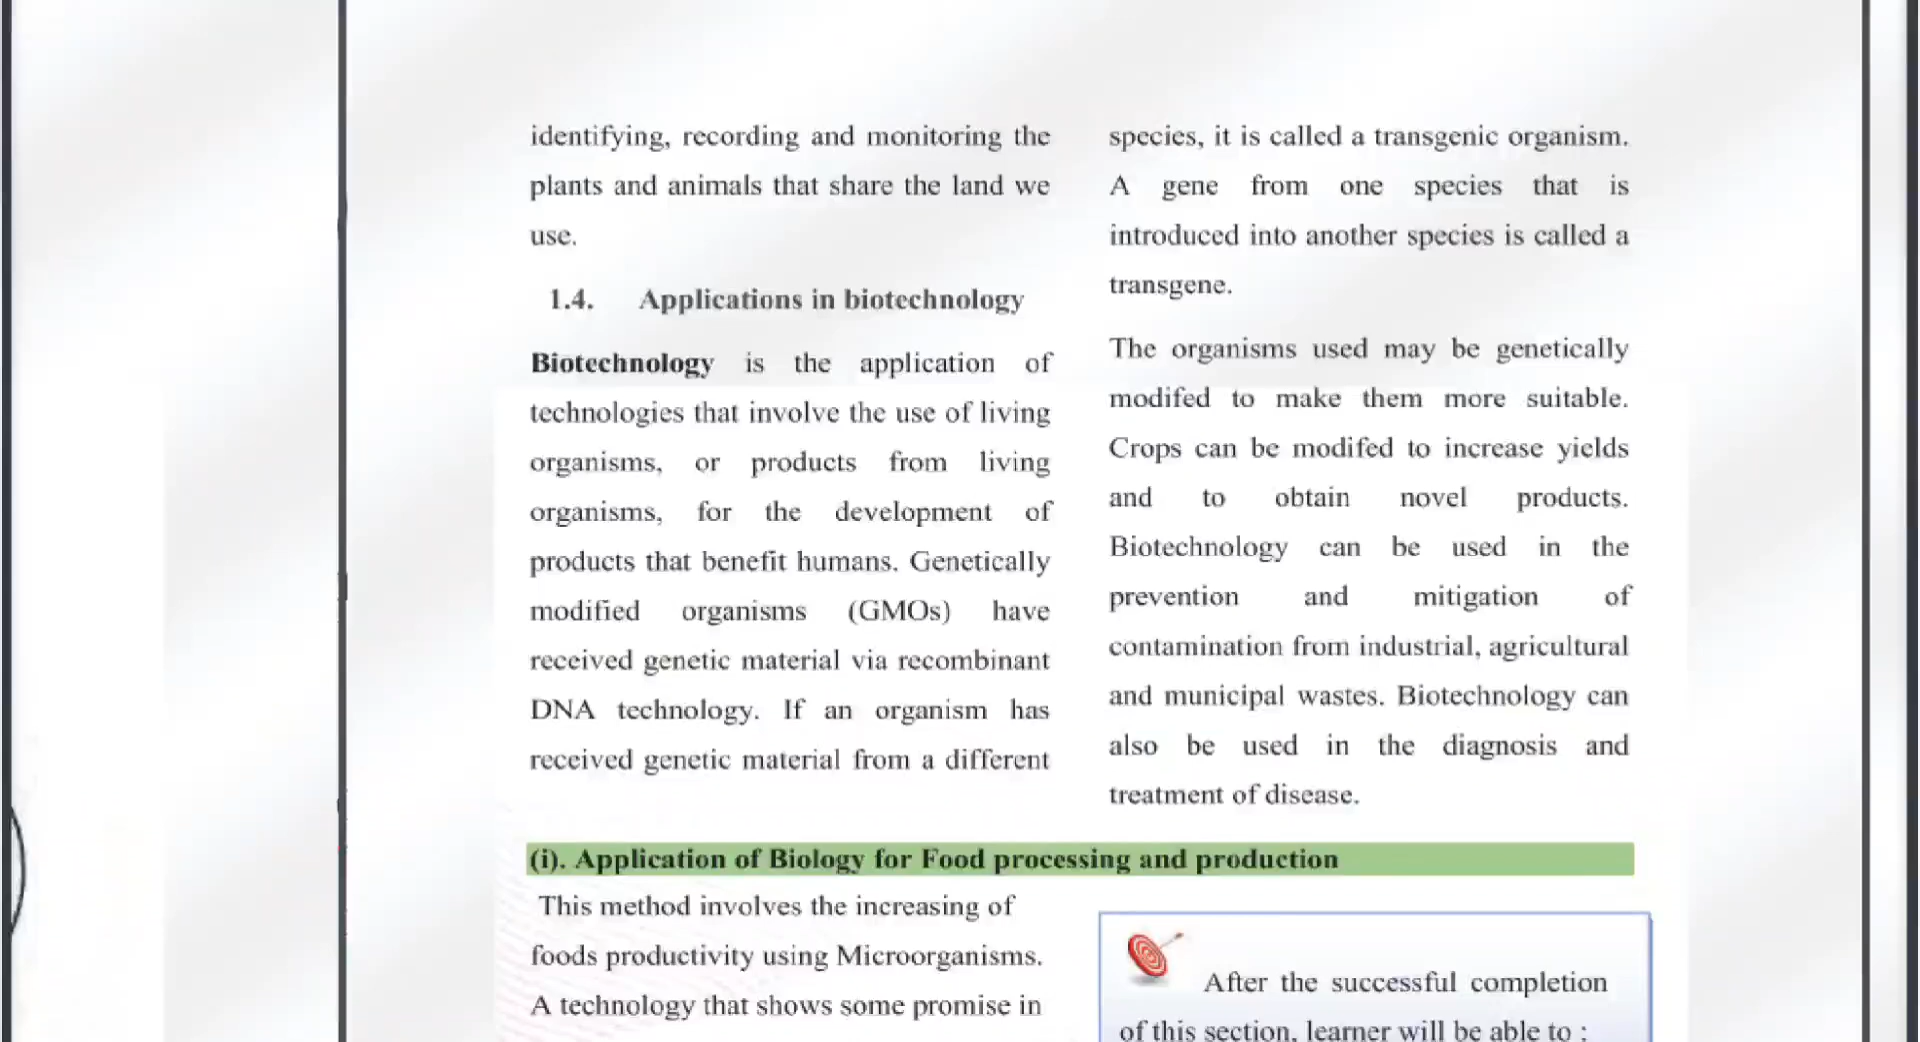 identifying, recording and monitoring the
plants and animals that share the land we
use.
1.4. Applications in biotechnology
Biotechnology is the application of
technologies that involve the use of living
organisms, or products from living
organisms, for the development of
products that benefit humans. Genetically
modified organisms (GMOs) have
received genetic material via recombinant
DNA technology. If an organism has
received genetic material from a different
species, it is called a transgenic organism.
A gene from one species that is
introduced into another species is called a
transgene.
The organisms used may be genetically
modifed to make them more suitable.
Crops can be modifed to increase yields
and to obtain novel products.
Biotechnology can be used in the
prevention and mitigation of
contamination from industrial, agricultural
and municipal wastes. Biotechnology can
also be used in the diagnosis and
treatment of disease.
(i). Application of Biology for Food processing and production
This method involves the increasing of
foods productivity using Microorganisms.
A technology that shows some promise in
After the successful completion
of this section, learner will be able to :